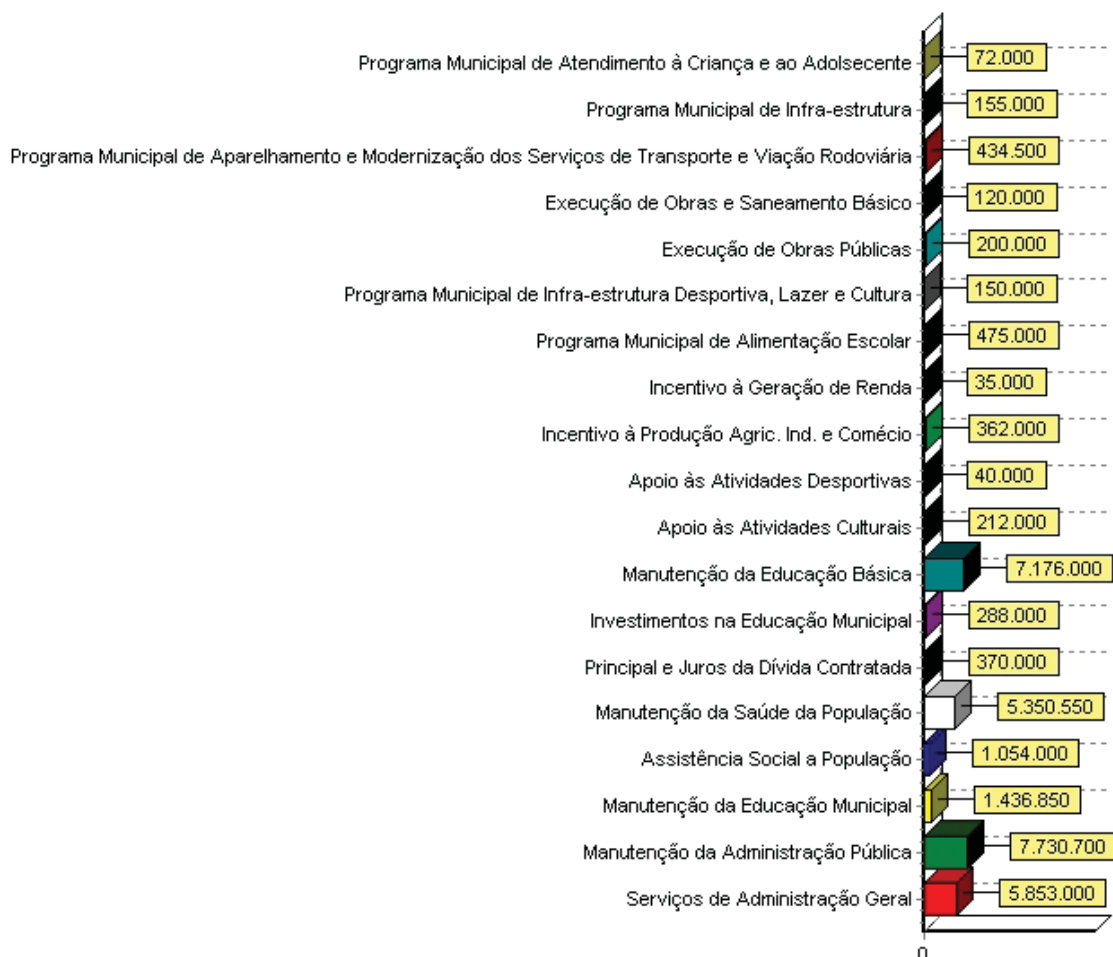 Programa Municipal de Atendimento à Criança e ao Adolsecente 72.000
Programa Municipal de Infra-estrutura 155.000
Programa Municipal de Aparelhamento e Modernização dos Serviços de Transporte e Viação Rodoviária 434.500
Execução de Obras e Saneamento Básico 120.000
Execução de Obras Públicas 200.000
Programa Municipal de Infra-estrutura Desportiva, Lazer e Cultura 150.000
Programa Municipal de Alimentação Escolar 475.000
Incentivo à Geração de Renda 35.000
Incentivo à Produção Agric. Ind. e Comécio 362.000
Apoio às Atividades Desportivas 40.000
Apoio às Atividades Culturais 212.000
Manutenção da Educação Básica 7.176.000
Investimentos na Educação Municipal 288.000
Principal e Juros da Dívida Contratada 370.000
Manutenção da Saúde da População 5.350.550
Assistência Social a População 1.054.000
Manutenção da Educação Municipal 1.436.850
Manutenção da Administração Pública 7.730.700
Serviços de Administração Geral 5.853.000
0